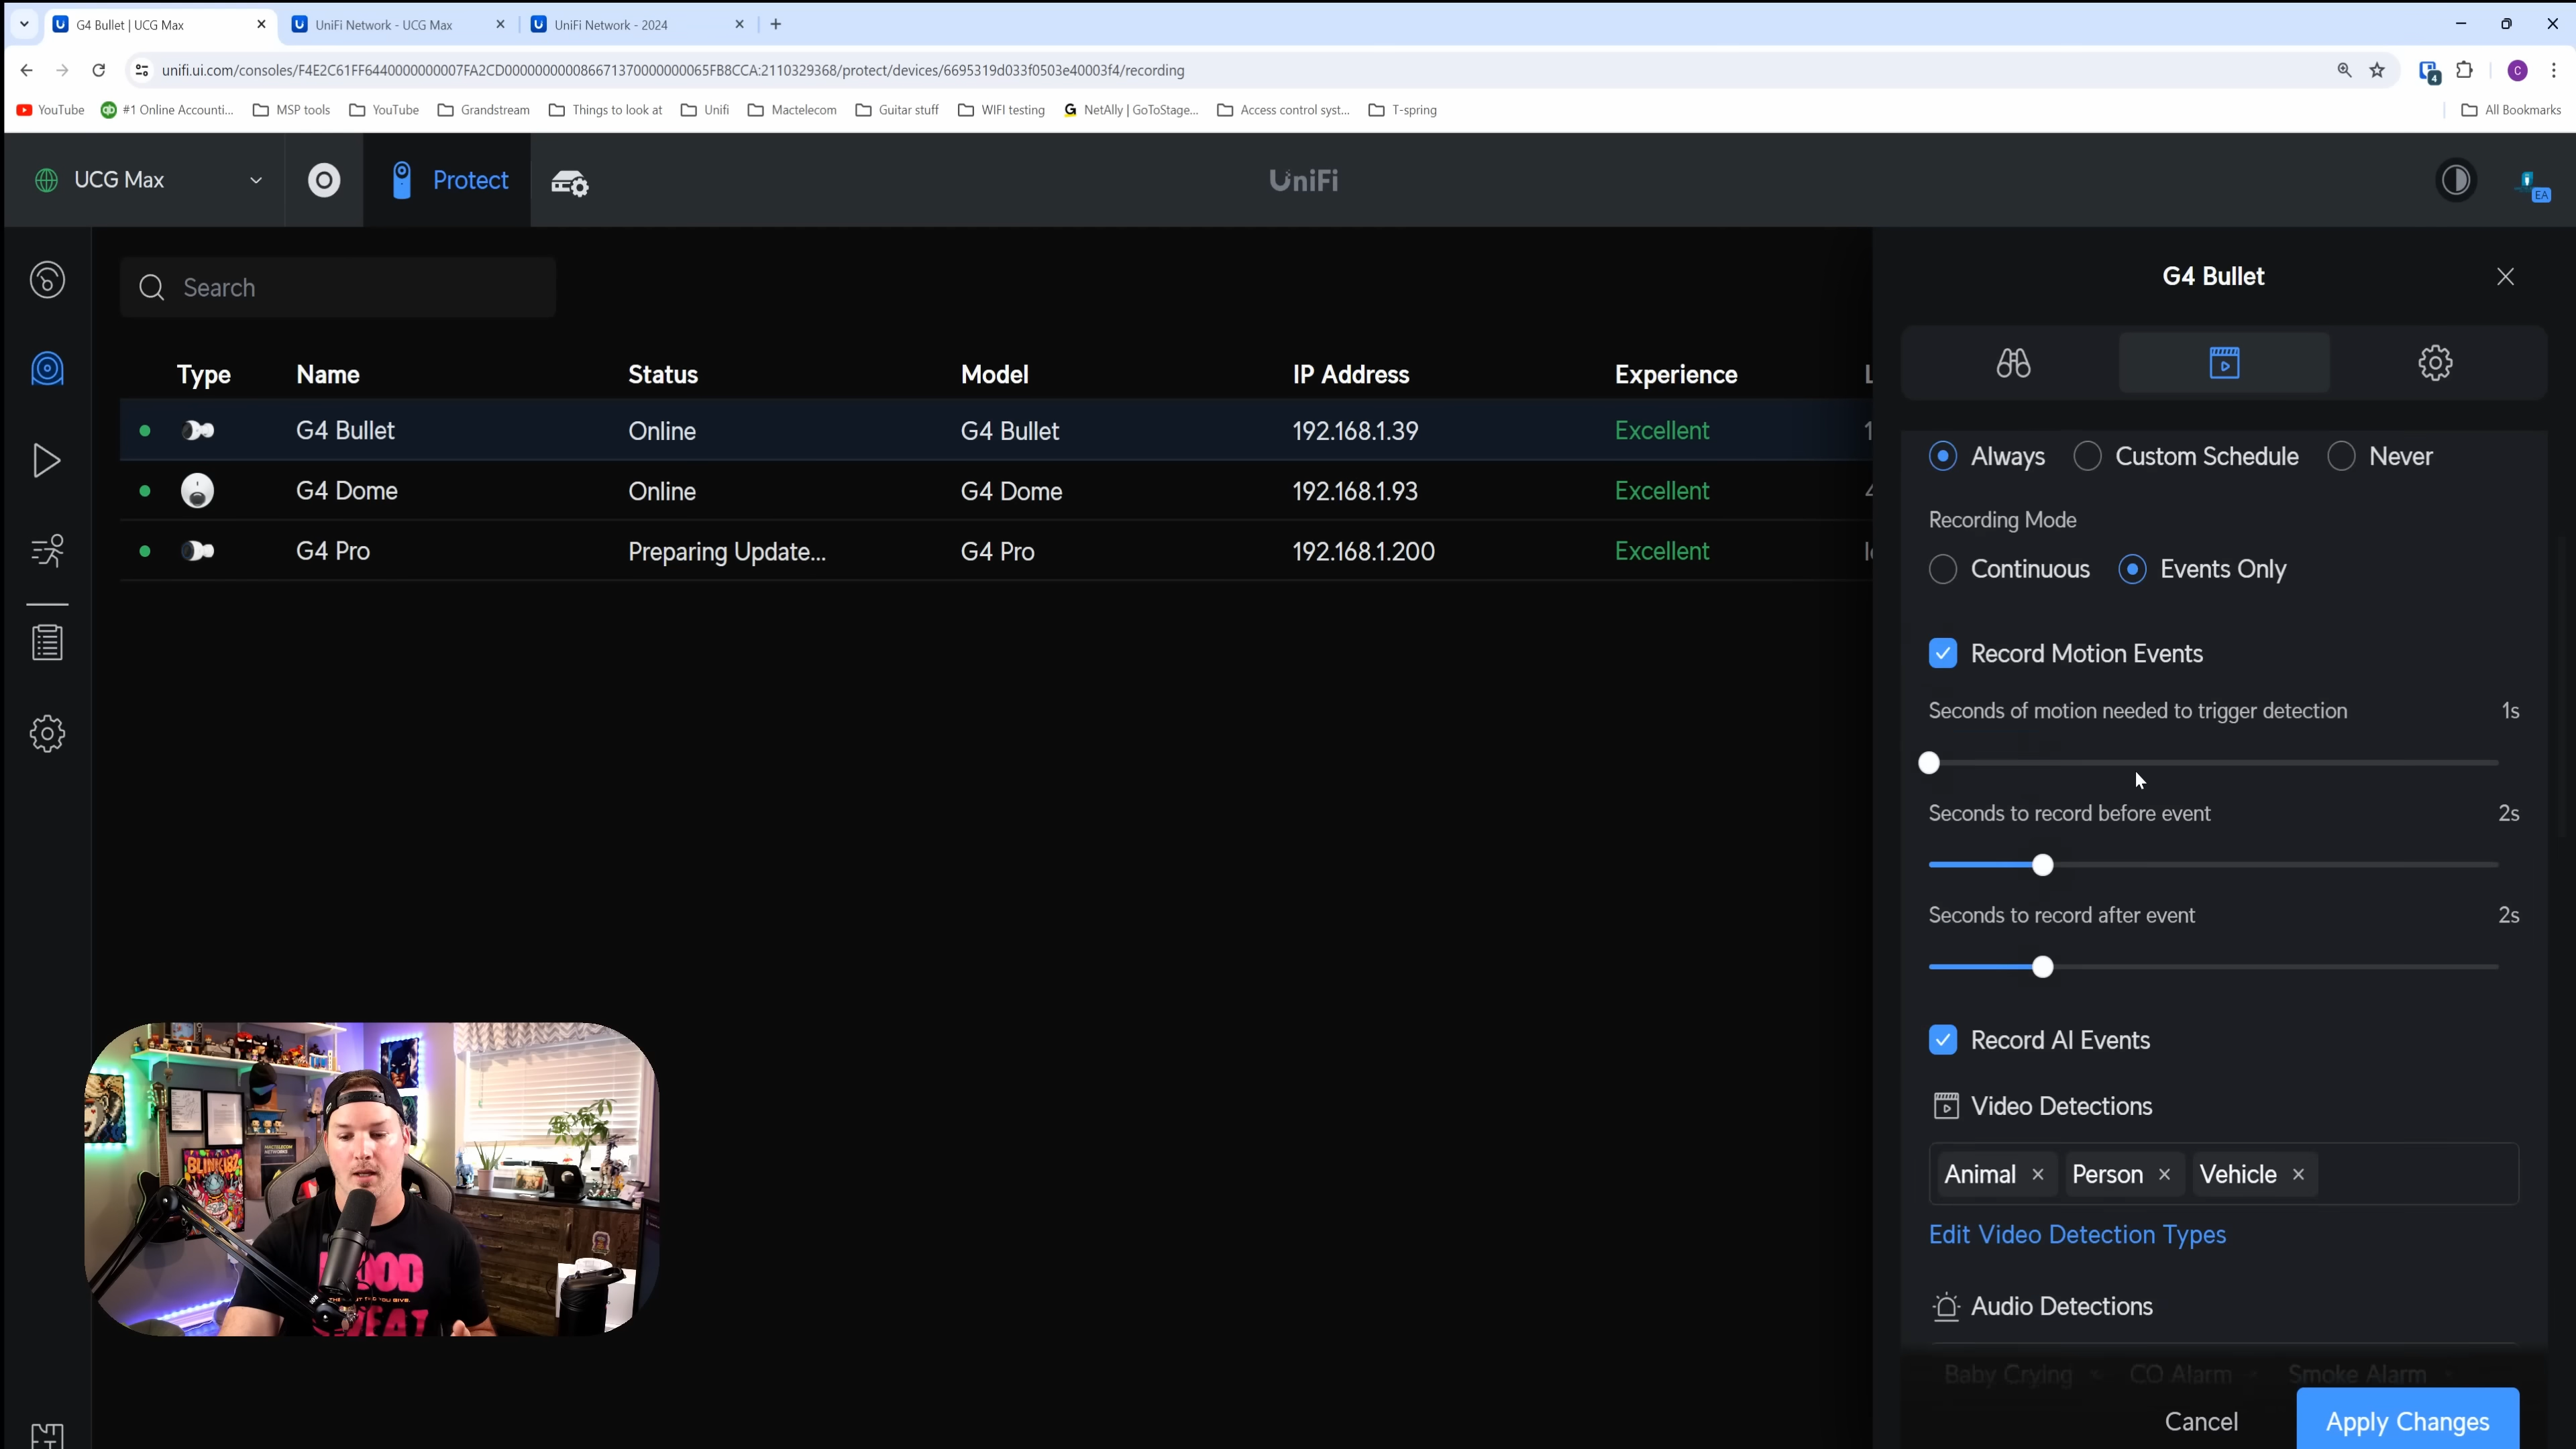 G4 Bullet | UCG Max
UniFi Network - UCG Max
UniFi Network - 2024
unifi.ui.com/consoles/F4E2C61FF6440000000007FA2CD0000000008667137000000065FB8CCA:2110329368/protect/devices/6695319d033f0503e40003f4/recording
4
C
YouTube
#1 Online Accounti...
MSP tools
YouTube
Grandstream
Things to look at
Unifi
Mactelecom
Guitar stuff
WIFI testing
NetAlly | GoToStage...
Access control syst...
T-spring
All Bookmarks
UCG Max
Protect
UniFi
EA
Search
G4 Bullet
Type Name Status Model IP Address Experience
G4 Bullet Online G4 Bullet 192.168.1.39 Excellent
G4 Dome Online G4 Dome 192.168.1.93 Excellent
G4 Pro Preparing Update... G4 Pro 192.168.1.200 Excellent
Always Custom Schedule Never
Recording Mode
Continuous Events Only
Record Motion Events
Seconds of motion needed to trigger detection 1s
Seconds to record before event 2s
Seconds to record after event 2s
Record AI Events
Video Detections
Animal × Person × Vehicle ×
Edit Video Detection Types
Audio Detections
Baby Crying CO Alarm Smoke Alarm
Cancel Apply Changes
BLINK182